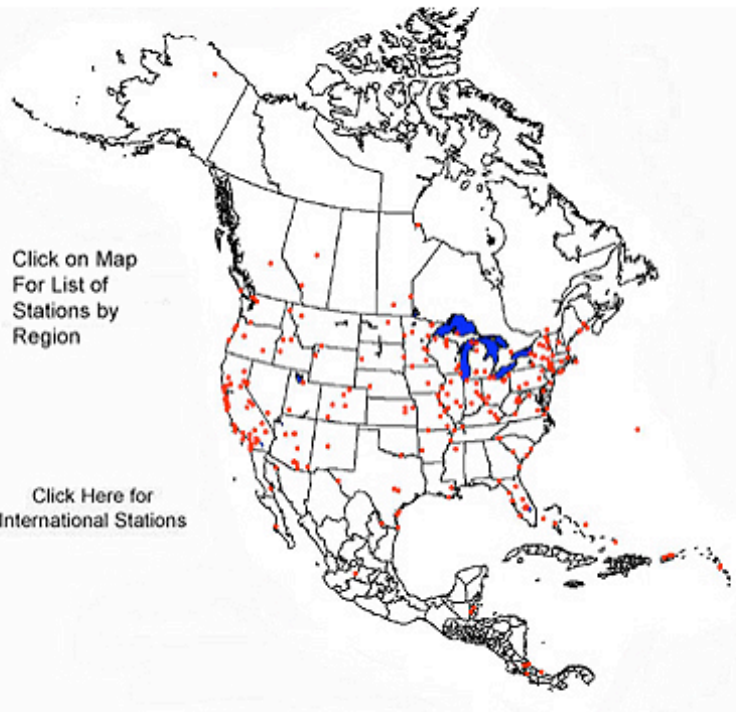 Click on Map
For List of
Stations by
Region
Click Here for
International Stations